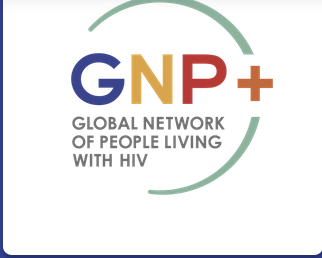 GNP+
GLOBAL NETWORK
OF PEOPLE LIVING
WITH HIV